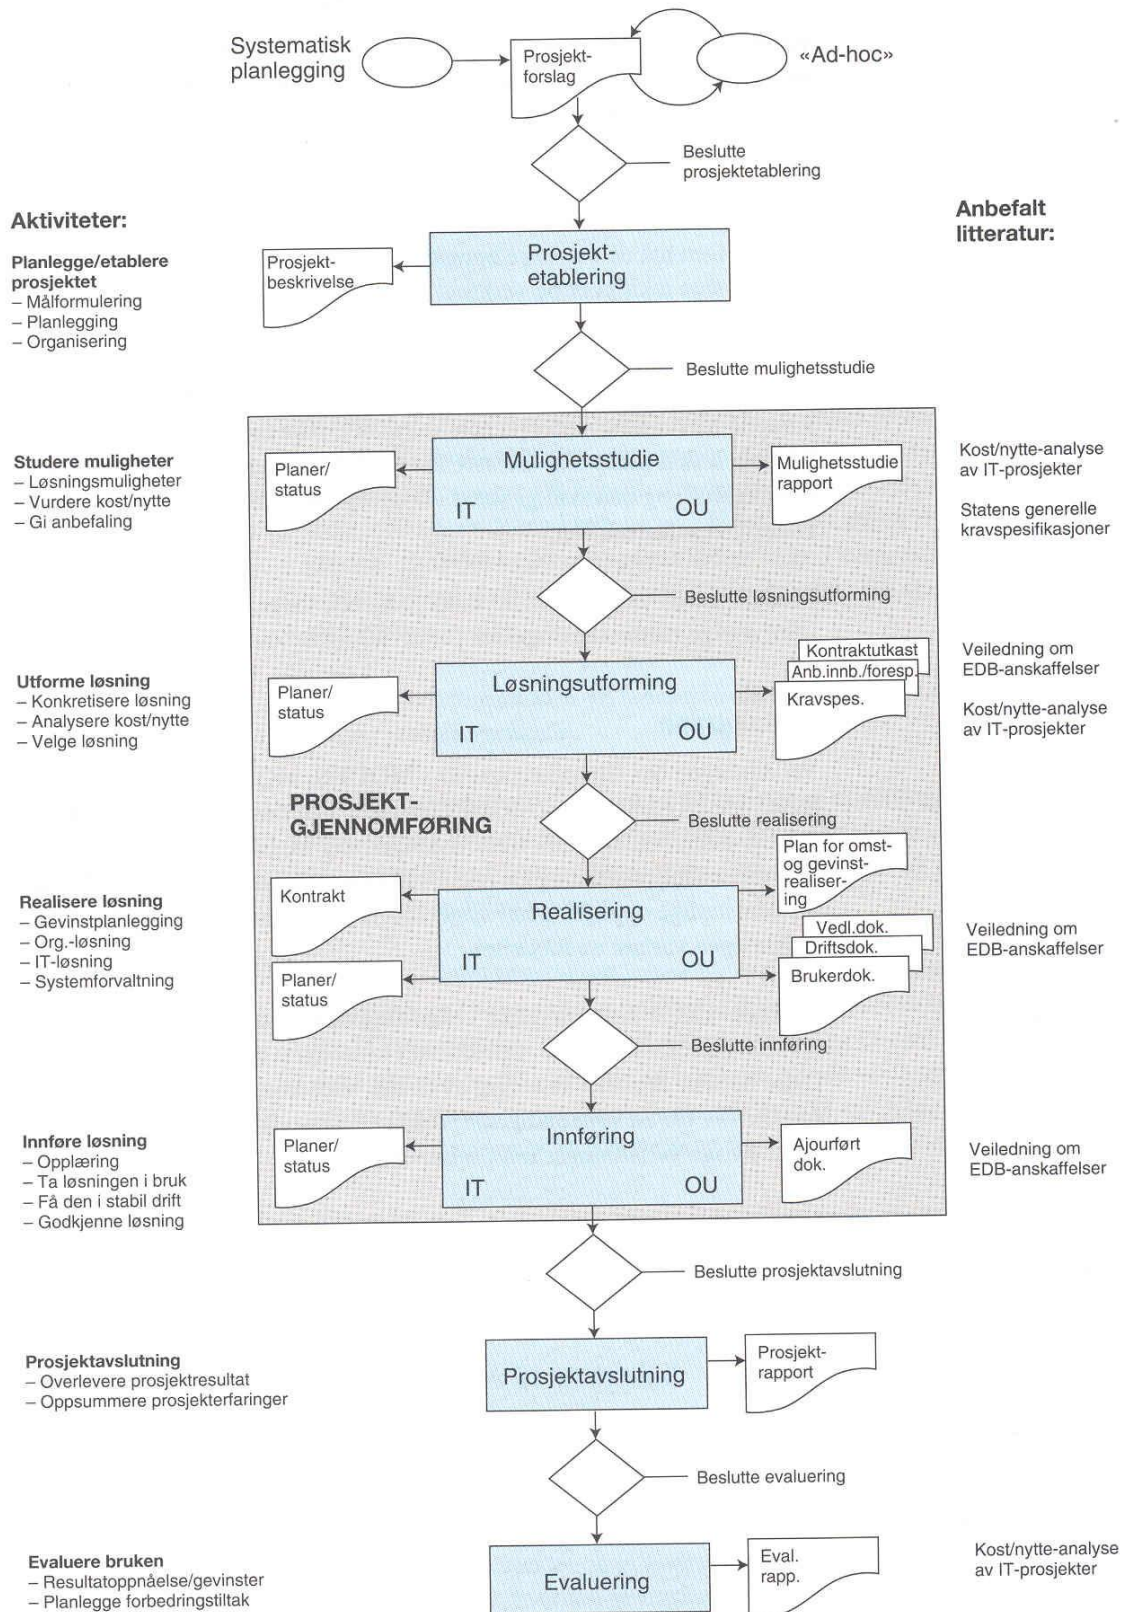 Systematisk
planlegging
Prosjekt-
forslag
«Ad-hoc»
Beslutte
prosjektetablering
Aktiviteter:
Anbefalt
litteratur:
Planlegge/etablere
prosjektet
– Målformulering
– Planlegging
– Organisering
Prosjekt-
beskrivelse
Prosjekt-
etablering
Beslutte mulighetsstudie
Studere muligheter
– Løsningsmuligheter
– Vurdere kost/nytte
– Gi anbefaling
Planer/
status
Mulighetsstudie
IT OU
Mulighetsstudie
rapport
Kost/nytte-analyse
av IT-prosjekter
Statens generelle
kravspesifikasjoner
Beslutte løsningsutforming
Utforme løsning
– Konkretisere løsning
– Analysere kost/nytte
– Velge løsning
Planer/
status
Løsningsutforming
IT OU
Kontraktutkast
Anb.innb./foresp.
Kravspes.
Veiledning om
EDB-anskaffelser
Kost/nytte-analyse
av IT-prosjekter
PROSJEKT-
GJENNOMFØRING
Beslutte realisering
Realisere løsning
– Gevinstplanlegging
– Org.-løsning
– IT-løsning
– Systemforvaltning
Kontrakt
Planer/
status
Realisering
IT OU
Plan for omst-
og gevinst-
realiser-
ing
Vedl.dok.
Driftsdok.
Brukerdok.
Veiledning om
EDB-anskaffelser
Beslutte innføring
Innføre løsning
– Opplæring
– Ta løsningen i bruk
– Få den i stabil drift
– Godkjenne løsning
Planer/
status
Innføring
IT OU
Ajourført
dok.
Veiledning om
EDB-anskaffelser
Beslutte prosjektavslutning
Prosjektavslutning
– Overlevere prosjektresultat
– Oppsummere prosjekterfaringer
Prosjektavslutning
Prosjekt-
rapport
Beslutte evaluering
Evaluere bruken
– Resultatoppnåelse/gevinster
– Planlegge forbedringstiltak
Evaluering
Eval.
rapp.
Kost/nytte-analyse
av IT-prosjekter